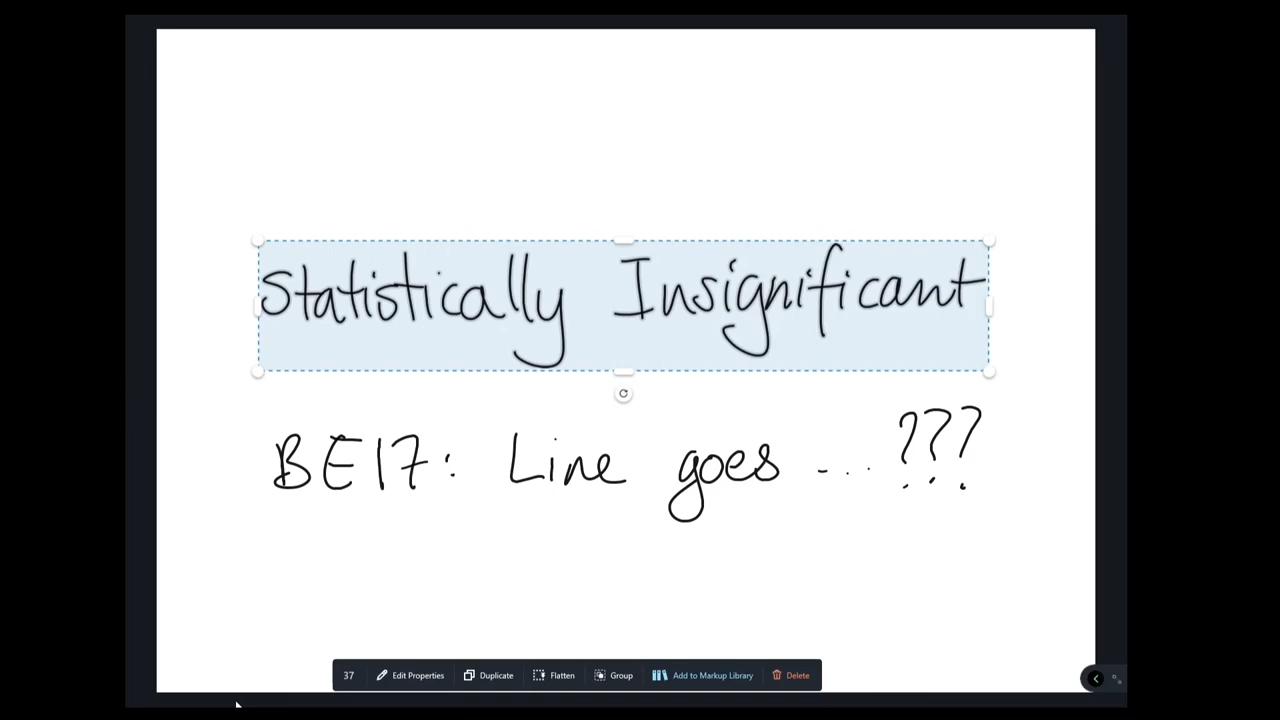 Statistically Insignificant
BE17: Line goes ... ???
37 Edit Properties Duplicate Flatten Group Add to Markup Library Delete